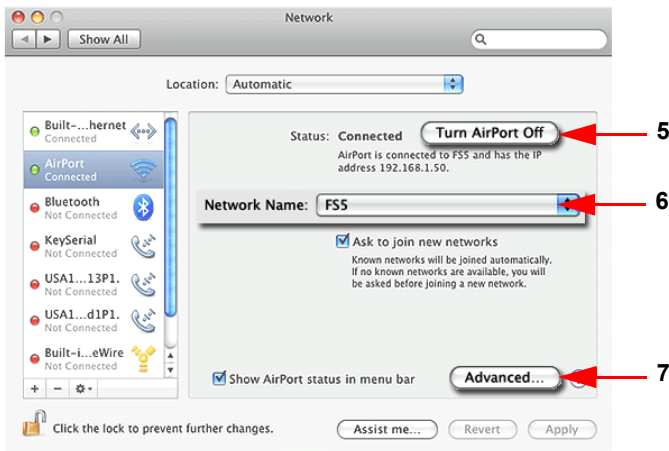 Network
Show All
Location: Automatic
Built-...hernet
Connected
AirPort
Connected
Bluetooth
Not Connected
KeySerial
Not Connected
USA1...13P1.
Not Connected
USA1...d1P1.
Not Connected
Built-i...eWire
Not Connected
Status: Connected
Turn AirPort Off
5
AirPort is connected to FS5 and has the IP
address 192.168.1.50.
Network Name: FS5
6
Ask to join new networks
Known networks will be joined automatically.
If no known networks are available, you will
be asked before joining a new network.
Show AirPort status in menu bar
Advanced...
7
Click the lock to prevent further changes.
Assist me...
Revert
Apply